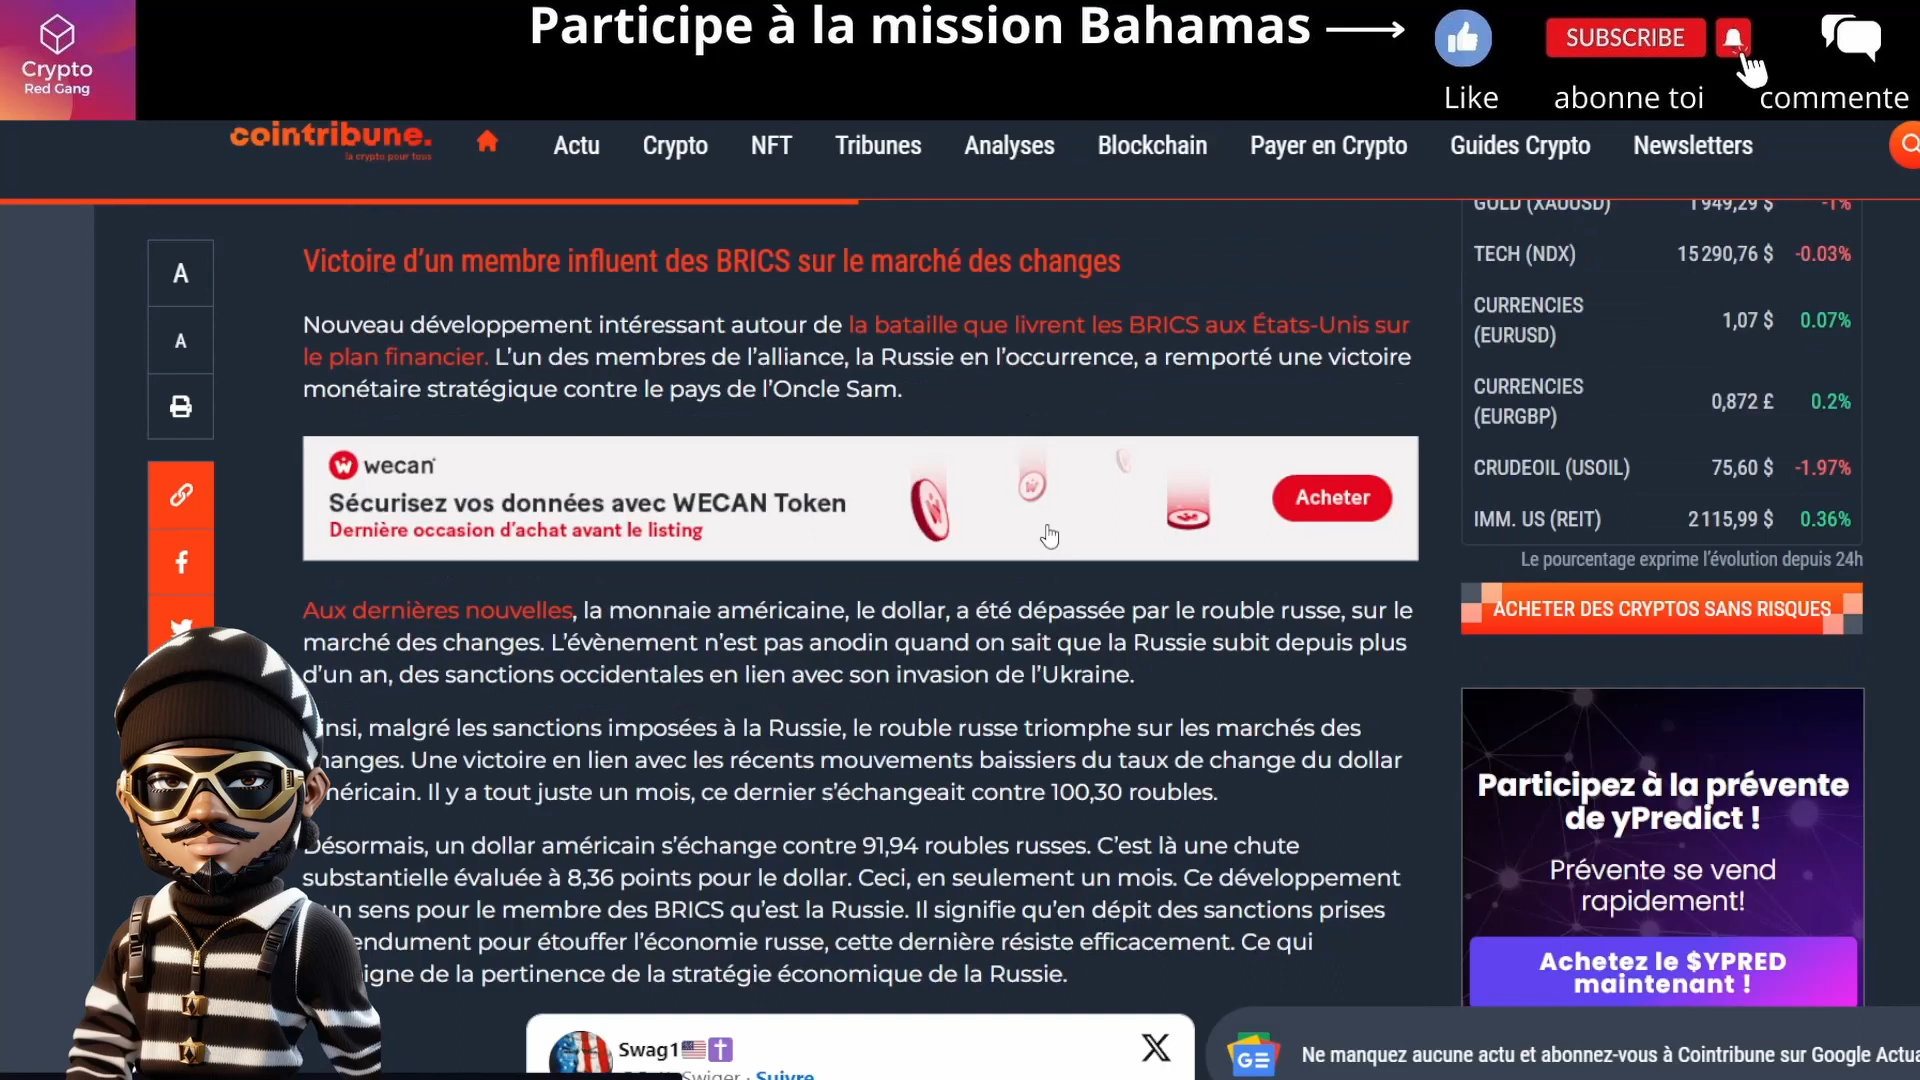 Participe à la mission Bahamas
Crypto
Red Gang
SUBSCRIBE
Like
abonne toi
commente
cointribune.
la crypto pour tous
Actu
Crypto
NFT
Tribunes
Analyses
Blockchain
Payer en Crypto
Guides Crypto
Newsletters
A
A
Victoire d’un membre influent des BRICS sur le marché des changes
Nouveau développement intéressant autour de la bataille que livrent les BRICS aux États-Unis sur
le plan financier. L’un des membres de l’alliance, la Russie en l’occurrence, a remporté une victoire
monétaire stratégique contre le pays de l’Oncle Sam.
wecan
Sécurisez vos données avec WECAN Token
Dernière occasion d’achat avant le listing
Acheter
Aux dernières nouvelles, la monnaie américaine, le dollar, a été dépassée par le rouble russe, sur le
marché des changes. L’évènement n’est pas anodin quand on sait que la Russie subit depuis plus
d’un an, des sanctions occidentales en lien avec son invasion de l’Ukraine.
insi, malgré les sanctions imposées à la Russie, le rouble russe triomphe sur les marchés des
hanges. Une victoire en lien avec les récents mouvements baissiers du taux de change du dollar
méricain. Il y a tout juste un mois, ce dernier s’échangeait contre 100,30 roubles.
Désormais, un dollar américain s’échange contre 91,94 roubles russes. C’est là une chute
substantielle évaluée à 8,36 points pour le dollar. Ceci, en seulement un mois. Ce développement
un sens pour le membre des BRICS qu’est la Russie. Il signifie qu’en dépit des sanctions prises
endument pour étouffer l’économie russe, cette dernière résiste efficacement. Ce qui
igne de la pertinence de la stratégie économique de la Russie.
Swag1
Swiger · Suivre
GOLD (XAUUSD) 1 949,29 $ -1%
TECH (NDX) 15 290,76 $ -0.03%
CURRENCIES
(EURUSD) 1,07 $ 0.07%
CURRENCIES
(EURGBP) 0,872 £ 0.2%
CRUDEOIL (USOIL) 75,60 $ -1.97%
IMM. US (REIT) 2 115,99 $ 0.36%
Le pourcentage exprime l’évolution depuis 24h
ACHETER DES CRYPTOS SANS RISQUES
Participez à la prévente
de yPredict !
Prévente se vend
rapidement!
Achetez le $YPRED
maintenant !
GE
Ne manquez aucune actu et abonnez-vous à Cointribune sur Google Actua